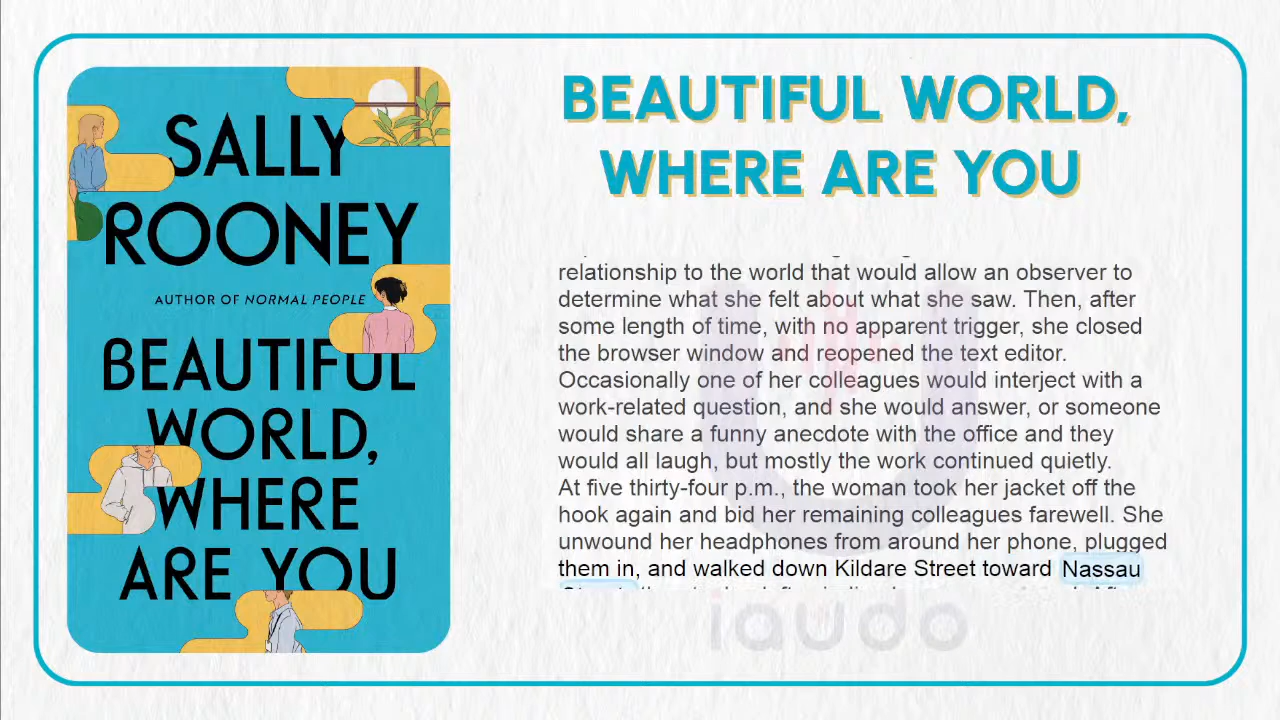 SALLY
ROONEY
AUTHOR OF NORMAL PEOPLE
BEAUTIFUL
WORLD,
WHERE
ARE YOU
BEAUTIFUL WORLD,
WHERE ARE YOU
relationship to the world that would allow an observer to
determine what she felt about what she saw. Then, after
some length of time, with no apparent trigger, she closed
the browser window and reopened the text editor.
Occasionally one of her colleagues would interject with a
work-related question, and she would answer, or someone
would share a funny anecdote with the office and they
would all laugh, but mostly the work continued quietly.
At five thirty-four p.m., the woman took her jacket off the
hook again and bid her remaining colleagues farewell. She
unwound her headphones from around her phone, plugged
them in, and walked down Kildare Street toward Nassau
iaudo